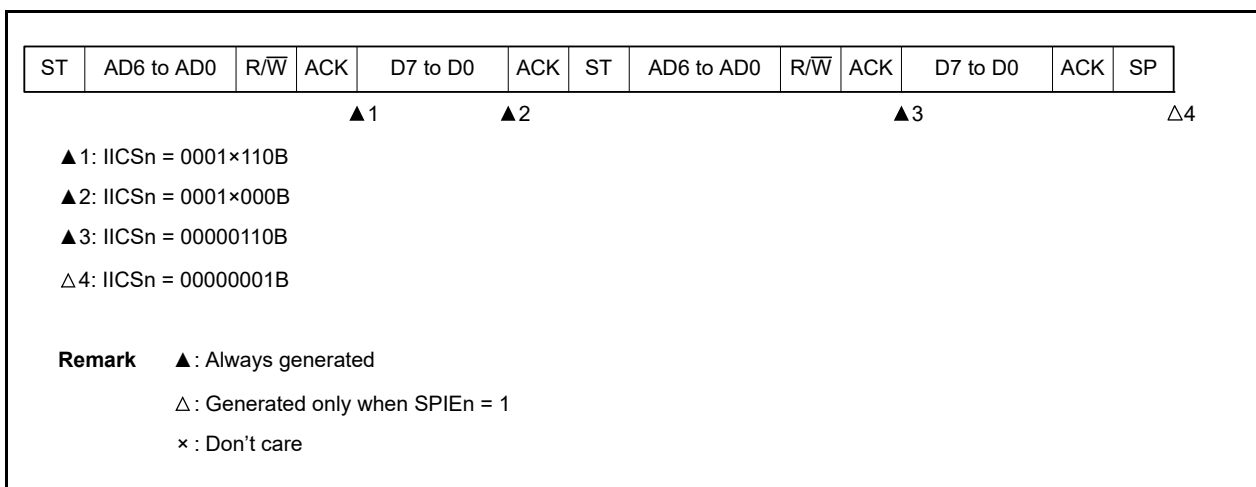 ST AD6 to AD0 R/W̅ ACK D7 to D0 ACK ST AD6 to AD0 R/W̅ ACK D7 to D0 ACK SP
▲1 ▲2 ▲3 △4
▲1: IICSn = 0001×110B
▲2: IICSn = 0001×000B
▲3: IICSn = 00000110B
△4: IICSn = 00000001B
Remark ▲: Always generated
△: Generated only when SPIEn = 1
×: Don't care